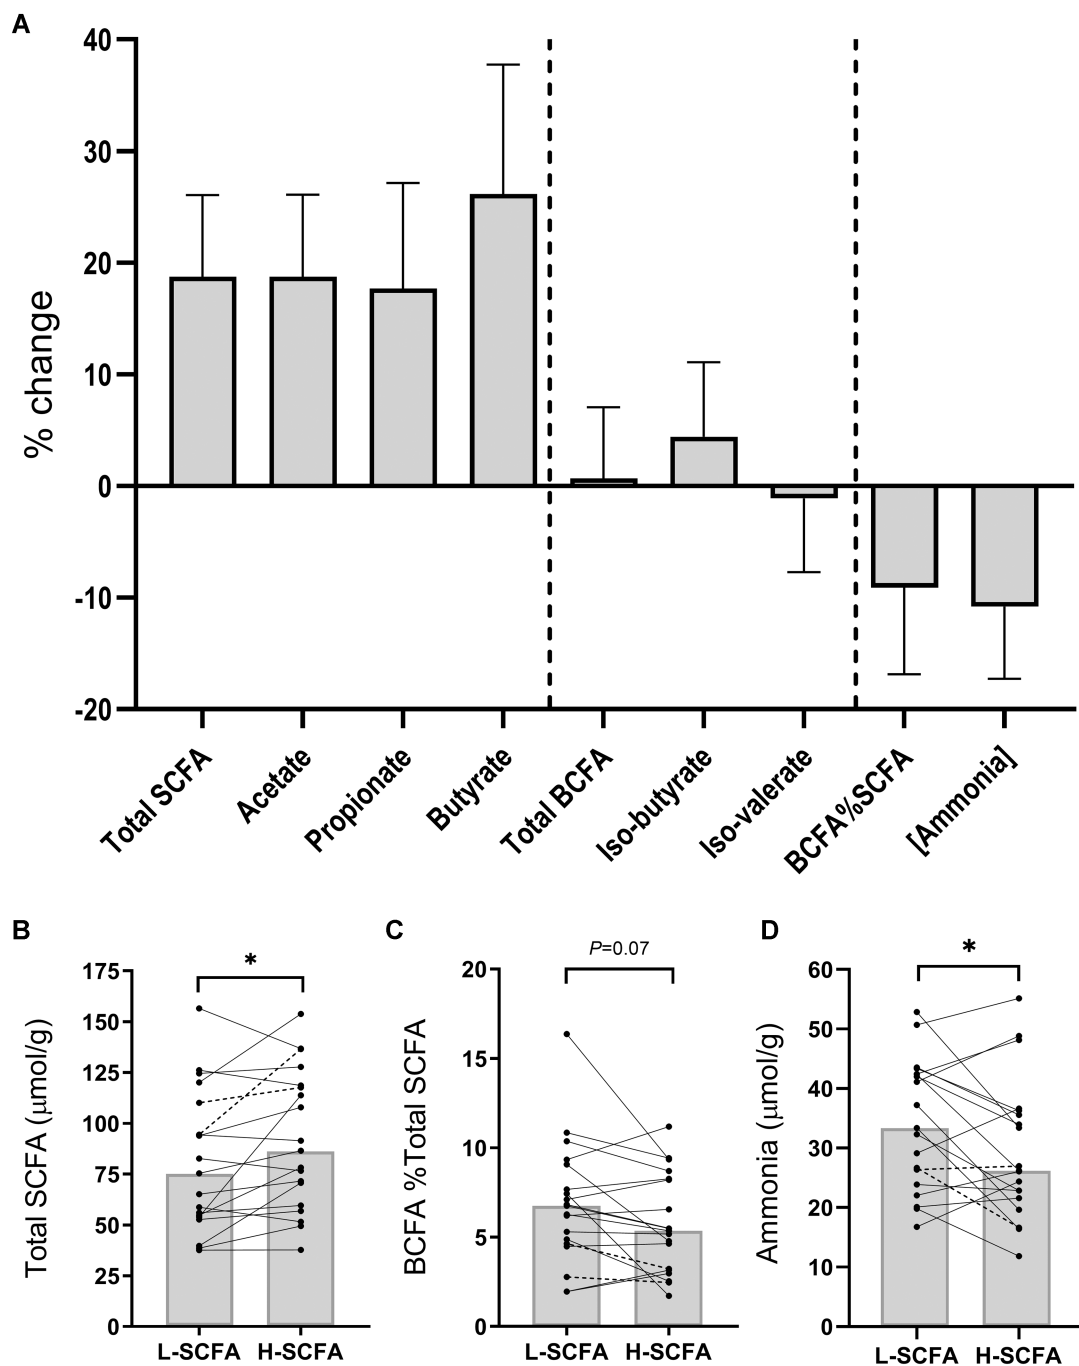 A
40
30
20
10
0
-10
-20
% change
Total SCFA
Acetate
Propionate
Butyrate
Total BCFA
Iso-butyrate
Iso-valerate
BCFA%SCFA
[Ammonia]
B
*
175
150
125
100
75
50
25
0
Total SCFA (μmol/g)
L-SCFA H-SCFA
C
P=0.07
20
15
10
5
0
BCFA %Total SCFA
L-SCFA H-SCFA
D
*
60
50
40
30
20
10
0
Ammonia (μmol/g)
L-SCFA H-SCFA